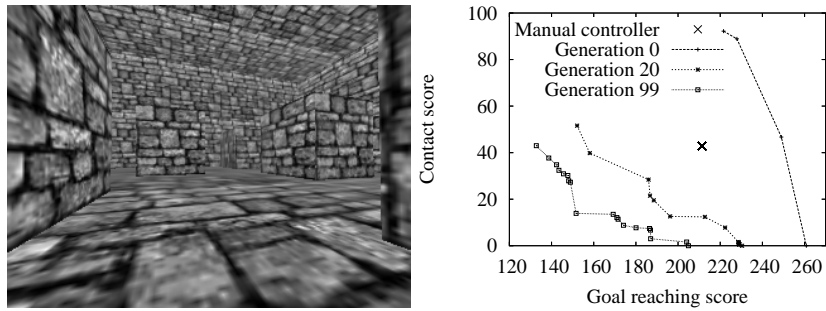 100
80
60
40
20
0
Contact score
Manual controller
Generation 0
Generation 20
Generation 99
120 140 160 180 200 220 240 260
Goal reaching score